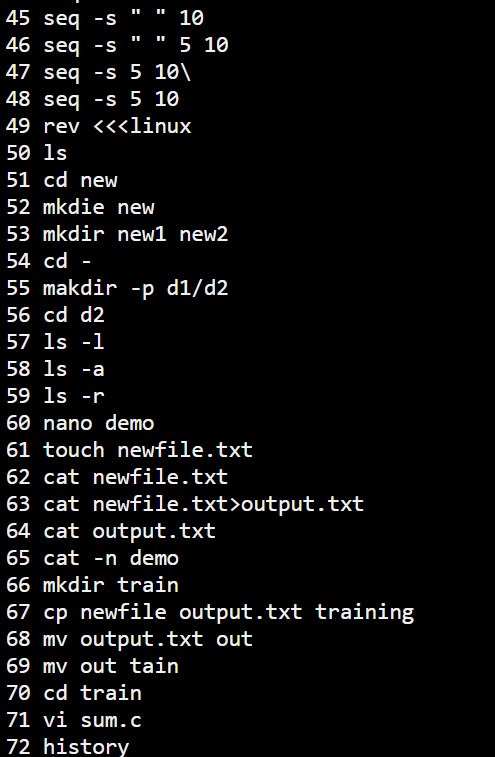 45 seq -s " " 10
46 seq -s " " 5 10
47 seq -s 5 10\
48 seq -s 5 10
49 rev <<<linux
50 ls
51 cd new
52 mkdie new
53 mkdir new1 new2
54 cd -
55 makdir -p d1/d2
56 cd d2
57 ls -l
58 ls -a
59 ls -r
60 nano demo
61 touch newfile.txt
62 cat newfile.txt
63 cat newfile.txt>output.txt
64 cat output.txt
65 cat -n demo
66 mkdir train
67 cp newfile output.txt training
68 mv output.txt out
69 mv out tain
70 cd train
71 vi sum.c
72 history